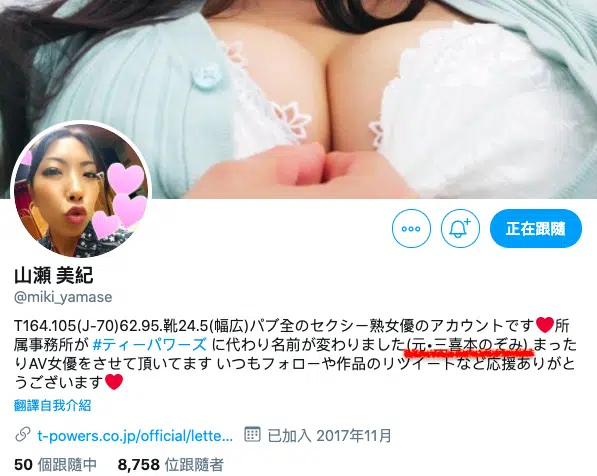 正在跟隨
山瀬 美紀
@miki_yamase
T164.105(J-70)62.95.靴24.5(幅広)パブ全のセクシー熟女優のアカウントです❤️所
属事務所が #ティーパワーズ に代わり名前が変わりました(元•三喜本のぞみ)まった
りAV女優をさせて頂いてます いつもフォローや作品のリツイートなど応援ありがと
うございます❤️
翻譯自我介紹
t-powers.co.jp/official/lette... 已加入 2017年11月
50 個跟隨中 8,758 位跟隨者